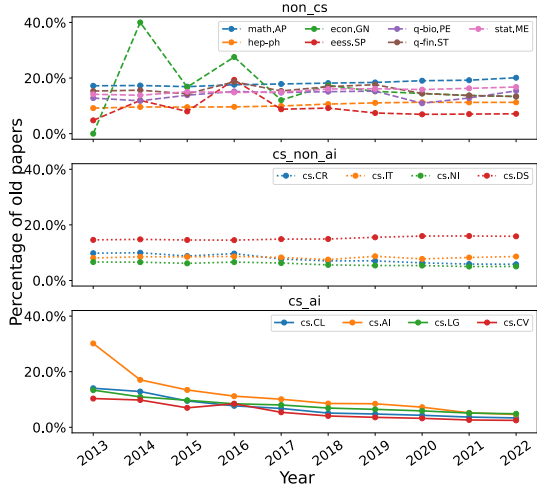 non_cs
math,AP
econ,GN
q-bio,PE
stat,ME
hep-ph
eess,SP
q-fin,ST
40.0%
20.0%
0.0%
cs_non_ai
cs.CR
cs.IT
cs.NI
cs.DS
40.0%
20.0%
0.0%
Percentage of old papers
cs_ai
cs.CL
cs.AI
cs.LG
cs.CV
40.0%
20.0%
0.0%
2013
2014
2015
2016
2017
2018
2019
2020
2021
2022
Year